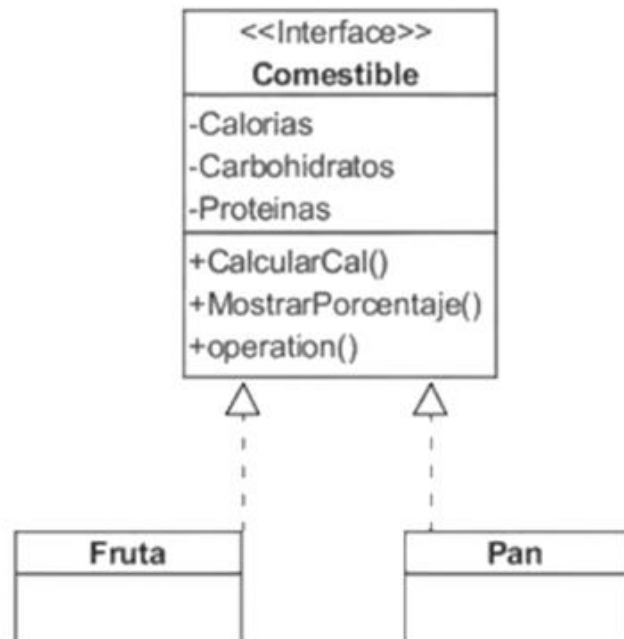 <<Interface>>
Comestible
-Calorias
-Carbohidratos
-Proteinas
+CalcularCal()
+MostrarPorcentaje()
+operation()
Fruta
Pan